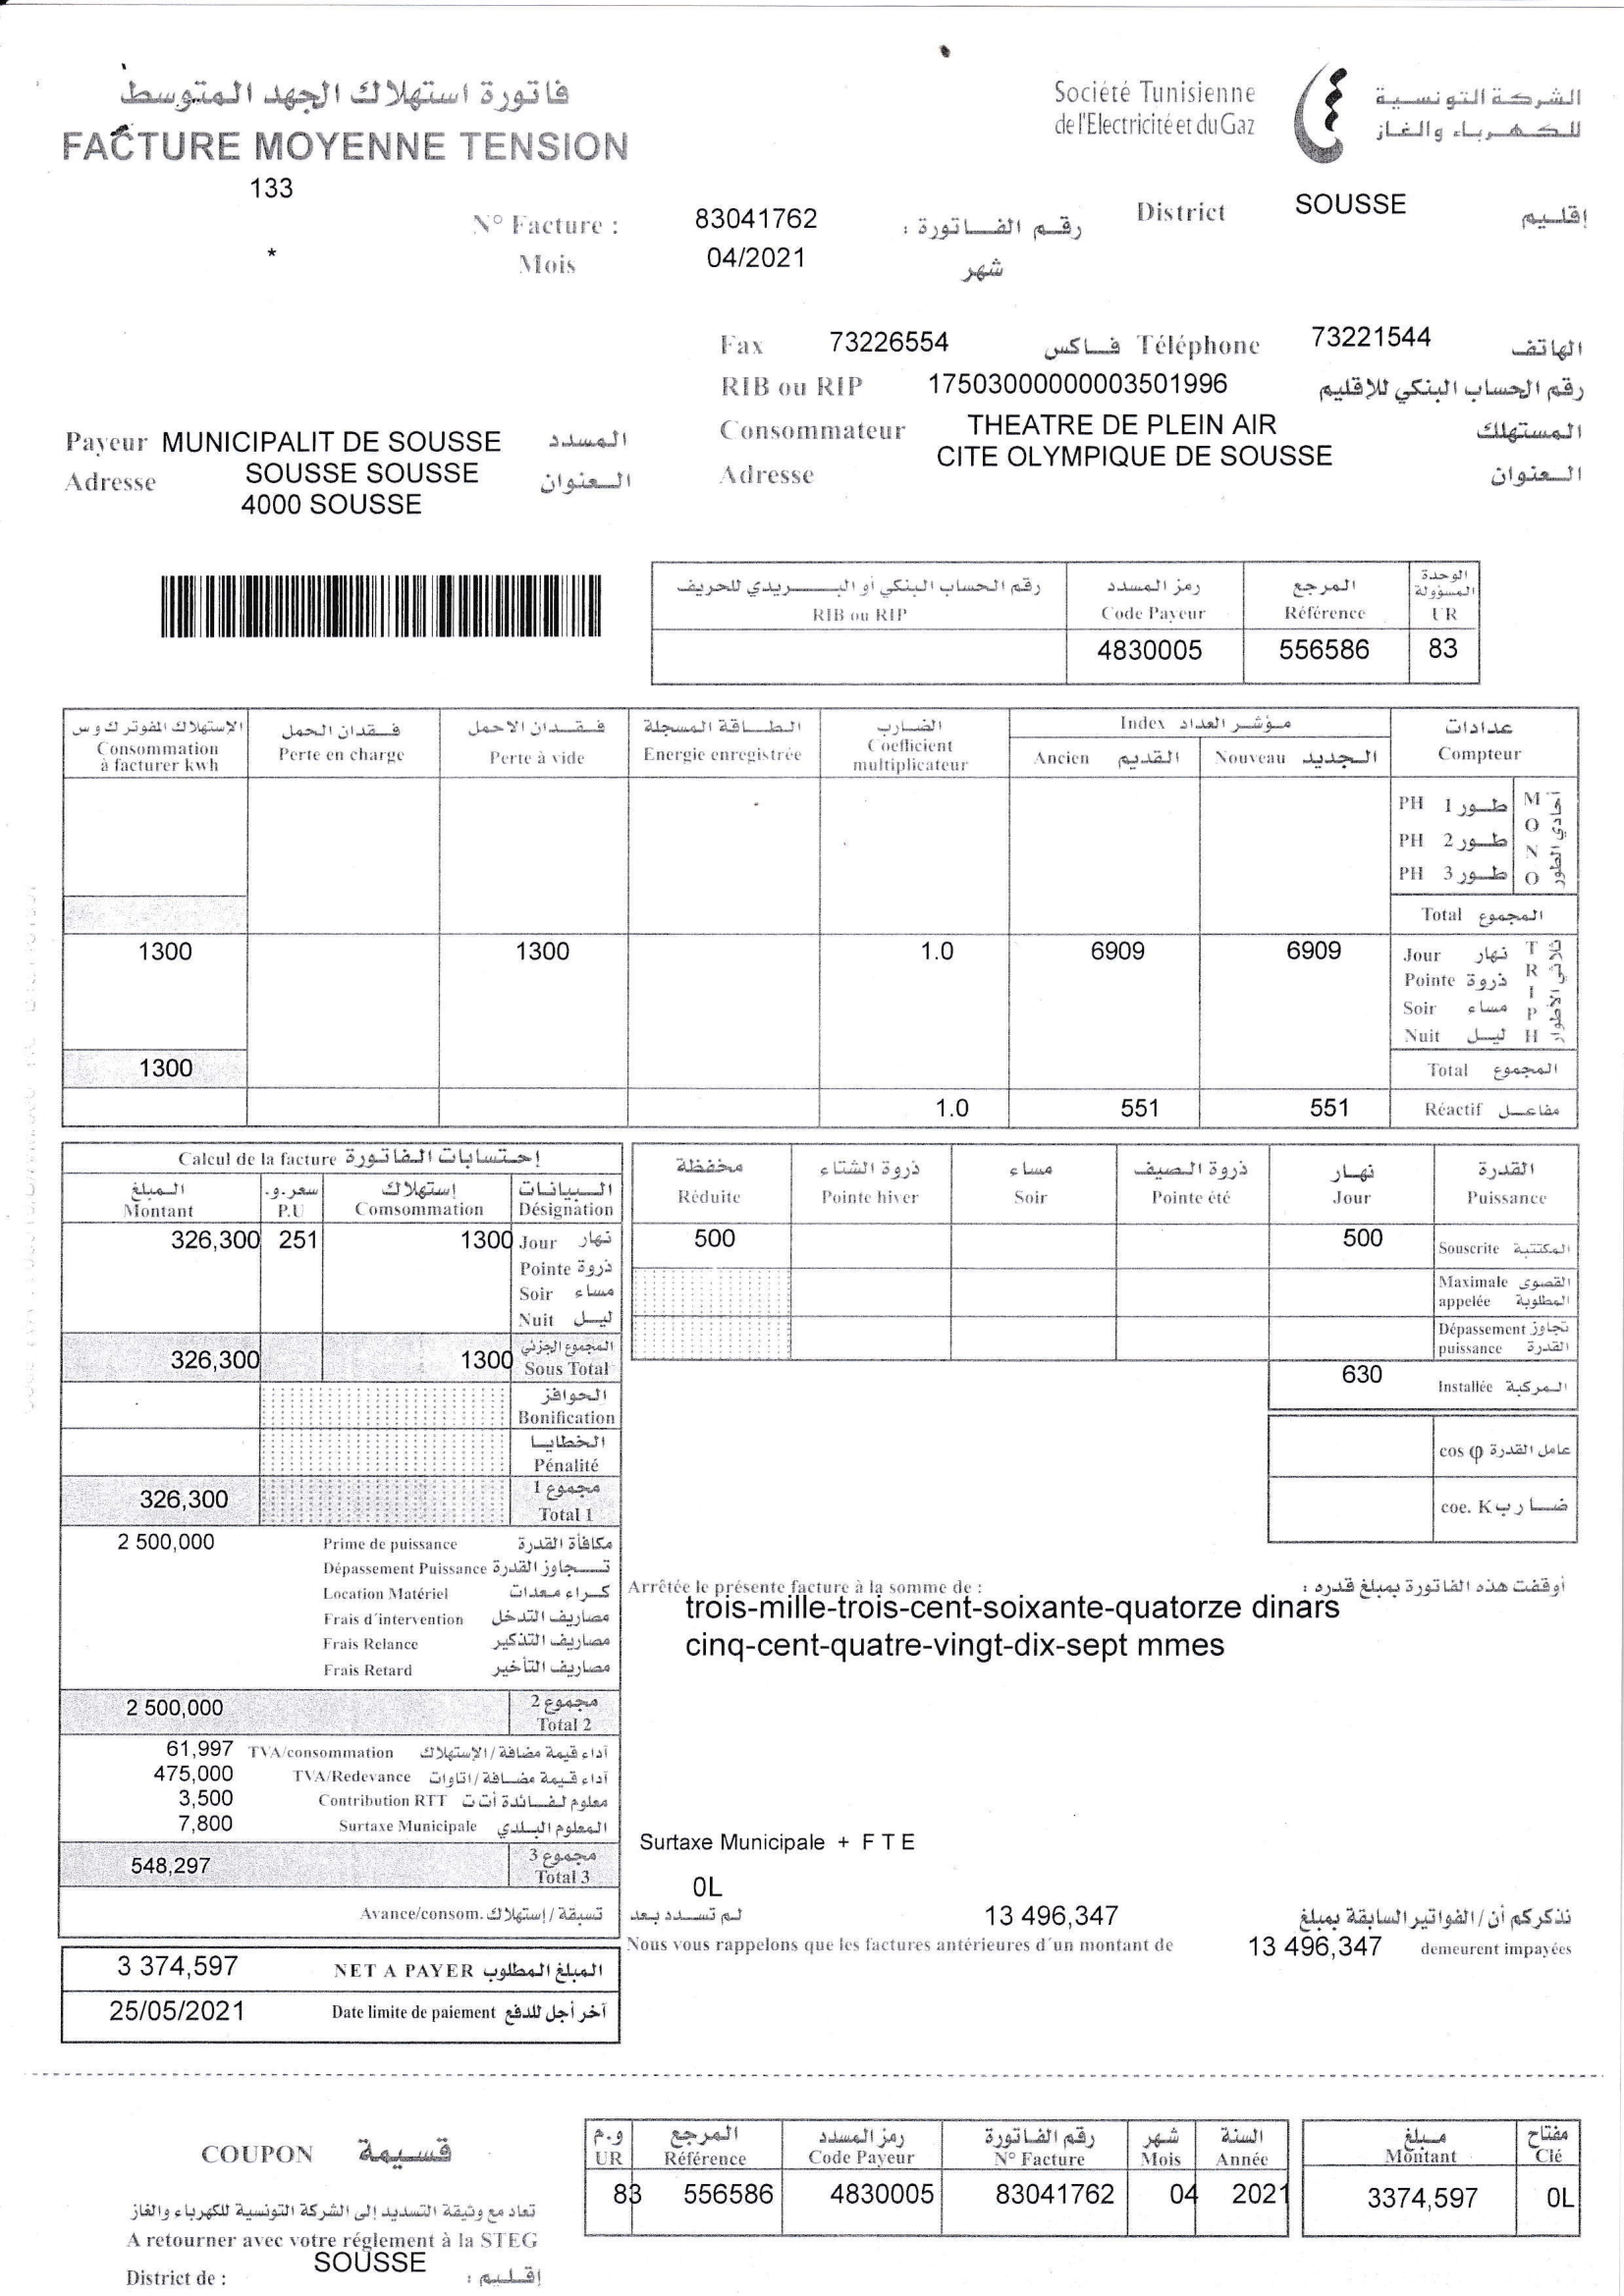 فاتورة استهلاك الجهد المتوسط
FACTURE MOYENNE TENSION
133
*
Société Tunisienne
de l'Electricité et du Gaz
الشركة التونسية
للكهرباء والغاز
N° Facture : 83041762 رقم الفاتورة :
Mois 04/2021 شهر
District SOUSSE إقليم
Fax 73226554 فاكس Téléphone 73221544 الهاتف
RIB ou RIP 17503000000003501996 رقم الحساب البنكي للاقليم
Payeur MUNICIPALIT DE SOUSSE المسدد
Adresse SOUSSE SOUSSE العنوان
4000 SOUSSE
Consommateur THEATRE DE PLEIN AIR المستهلك
Adresse CITE OLYMPIQUE DE SOUSSE العنوان
رقم الحساب البنكي أو البريدي للحريف رمز المسدد المرجع الوحدة المسؤولة
RIB ou RIP Code Payeur Référence UR
4830005 556586 83
الإستهلاك المفوتر ك و س فقدان الحمل فقدان الاحمل الطاقة المسجلة الضارب Index مؤشر العداد عدادات
Consommation à facturer kwh Perte en charge Perte à vide Energie enregistrée Coefficient multiplicateur Ancien القديم Nouveau الجديد Compteur
PH 1 طور
PH 2 طور
PH 3 طور
MONO أحادي الطور
Total المجموع
1300 1300 1.0 6909 6909 Jour نهار
Pointe ذروة
Soir مساء
Nuit ليل
TRIPH ثلاثي الأطوار
1300 Total المجموع
1.0 551 551 Réactif مفاعل
Calcul de la facture إحتسابات الفاتورة
المبلغ سعر.و. إستهلاك البيانات
Montant P.U Comsommation Désignation
326,300 251 1300 Jour نهار
Pointe ذروة
Soir مساء
Nuit ليل
المجموع الجزئي
326,300 1300 Sous Total
الحوافز
Bonification
الخطايا
Pénalité
مجموع 1
326,300 Total 1
2 500,000 Prime de puissance مكافأة القدرة
Dépassement Puissance تجاوز القدرة
Location Matériel كراء معدات
Frais d'intervention مصاريف التدخل
Frais Relance مصاريف التذكير
Frais Retard مصاريف التأخير
مجموع 2
2 500,000 Total 2
61,997 TVA/consommation أداء قيمة مضافة/الإستهلاك
475,000 TVA/Redevance أداء قيمة مضافة/اتاوات
3,500 Contribution RTT معلوم لفائدة أ ت ت
7,800 Surtaxe Municipale المعلوم البلدي
مجموع 3
548,297 Total 3
Avance/consom. تسبقة/إستهلاك
3 374,597 NET A PAYER المبلغ المطلوب
25/05/2021 Date limite de paiement آخر أجل للدفع
مخفظة ذروة الشتاء مساء ذروة الصيف نهار القدرة
Réduite Pointe hiver Soir Pointe été Jour Puissance
500 500 Souscrite المكتتبة
Maximale القصوى
appelée المطلوبة
Dépassement تجاوز
puissance القدرة
630 Installée المركبة
cos φ عامل القدرة
coe. K ضارب
Arrêtée le présente facture à la somme de : أوقفت هذه الفاتورة بمبلغ قدره :
trois-mille-trois-cent-soixante-quatorze dinars
cinq-cent-quatre-vingt-dix-sept mmes
Surtaxe Municipale + F T E
0L
لم تسدد بعد 13 496,347 نذكركم أن/الفواتير السابقة بمبلغ
Nous vous rappelons que les factures antérieures d'un montant de 13 496,347 demeurent impayées
COUPON قسيمة
تعاد مع وثيقة التسديد إلى الشركة التونسية للكهرباء والغاز
A retourner avec votre réglement à la STEG
District de : SOUSSE إقليم :
و.م المرجع رمز المسدد رقم الفاتورة شهر السنة مبلغ مفتاح
UR Référence Code Payeur N° Facture Mois Année Montant Clé
83 556586 4830005 83041762 04 2021 3374,597 0L